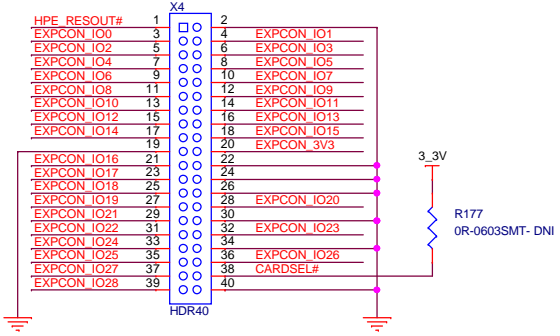 X4
HPE_RESOUT# 1 2
EXPCON_IO0 3 4 EXPCON_IO1
EXPCON_IO2 5 6 EXPCON_IO3
EXPCON_IO4 7 8 EXPCON_IO5
EXPCON_IO6 9 10 EXPCON_IO7
EXPCON_IO8 11 12 EXPCON_IO9
EXPCON_IO10 13 14 EXPCON_IO11
EXPCON_IO12 15 16 EXPCON_IO13
EXPCON_IO14 17 18 EXPCON_IO15
19 20 EXPCON_3V3
EXPCON_IO16 21 22
EXPCON_IO17 23 24
EXPCON_IO18 25 26
EXPCON_IO19 27 28 EXPCON_IO20
EXPCON_IO21 29 30
EXPCON_IO22 31 32 EXPCON_IO23
EXPCON_IO24 33 34
EXPCON_IO25 35 36 EXPCON_IO26
EXPCON_IO27 37 38 CARDSEL#
EXPCON_IO28 39 40
HDR40
3_3V
R177
0R-0603SMT- DNI